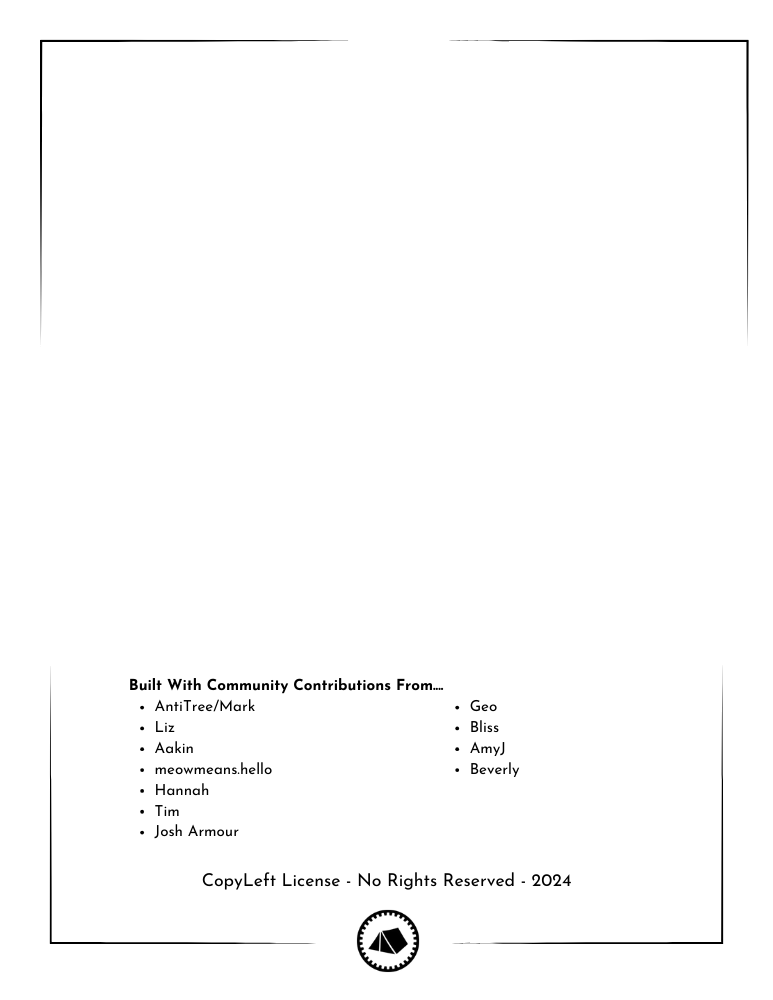 Built With Community Contributions From....
• AntiTree/Mark
• Liz
• Aakin
• meowmeans.hello
• Hannah
• Tim
• Josh Armour
• Geo
• Bliss
• AmyJ
• Beverly
CopyLeft License - No Rights Reserved - 2024